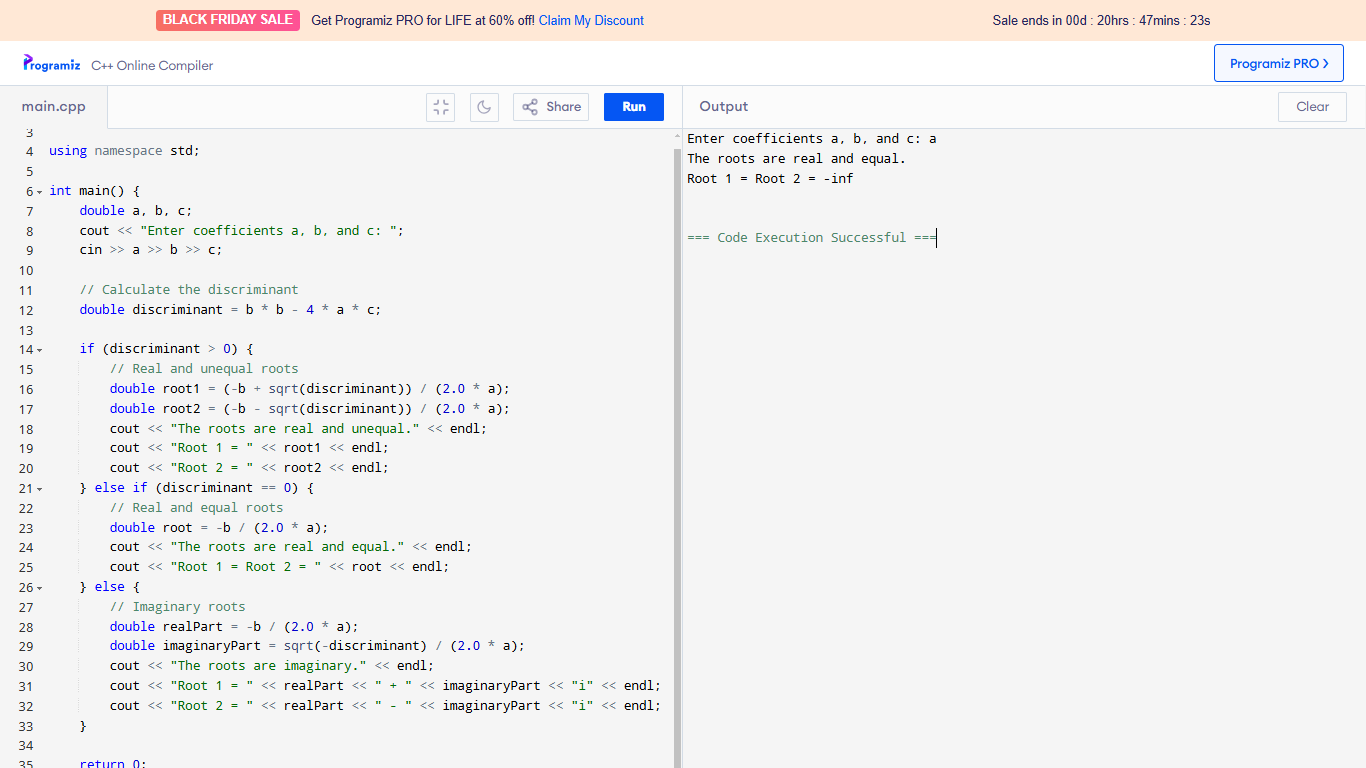 BLACK FRIDAY SALE Get Programiz PRO for LIFE at 60% off! Claim My Discount Sale ends in 00d : 20hrs : 47mins : 23s
Programiz C++ Online Compiler Programiz PRO >
main.cpp Share Run Output Clear
3
4 using namespace std;
5
6 int main() {
7     double a, b, c;
8     cout << "Enter coefficients a, b, and c: ";
9     cin >> a >> b >> c;
10
11     // Calculate the discriminant
12     double discriminant = b * b - 4 * a * c;
13
14     if (discriminant > 0) {
15         // Real and unequal roots
16         double root1 = (-b + sqrt(discriminant)) / (2.0 * a);
17         double root2 = (-b - sqrt(discriminant)) / (2.0 * a);
18         cout << "The roots are real and unequal." << endl;
19         cout << "Root 1 = " << root1 << endl;
20         cout << "Root 2 = " << root2 << endl;
21     } else if (discriminant == 0) {
22         // Real and equal roots
23         double root = -b / (2.0 * a);
24         cout << "The roots are real and equal." << endl;
25         cout << "Root 1 = Root 2 = " << root << endl;
26     } else {
27         // Imaginary roots
28         double realPart = -b / (2.0 * a);
29         double imaginaryPart = sqrt(-discriminant) / (2.0 * a);
30         cout << "The roots are imaginary." << endl;
31         cout << "Root 1 = " << realPart << " + " << imaginaryPart << "i" << endl;
32         cout << "Root 2 = " << realPart << " - " << imaginaryPart << "i" << endl;
33     }
34
35     return 0;
Enter coefficients a, b, and c: a
The roots are real and equal.
Root 1 = Root 2 = -inf
=== Code Execution Successful ===